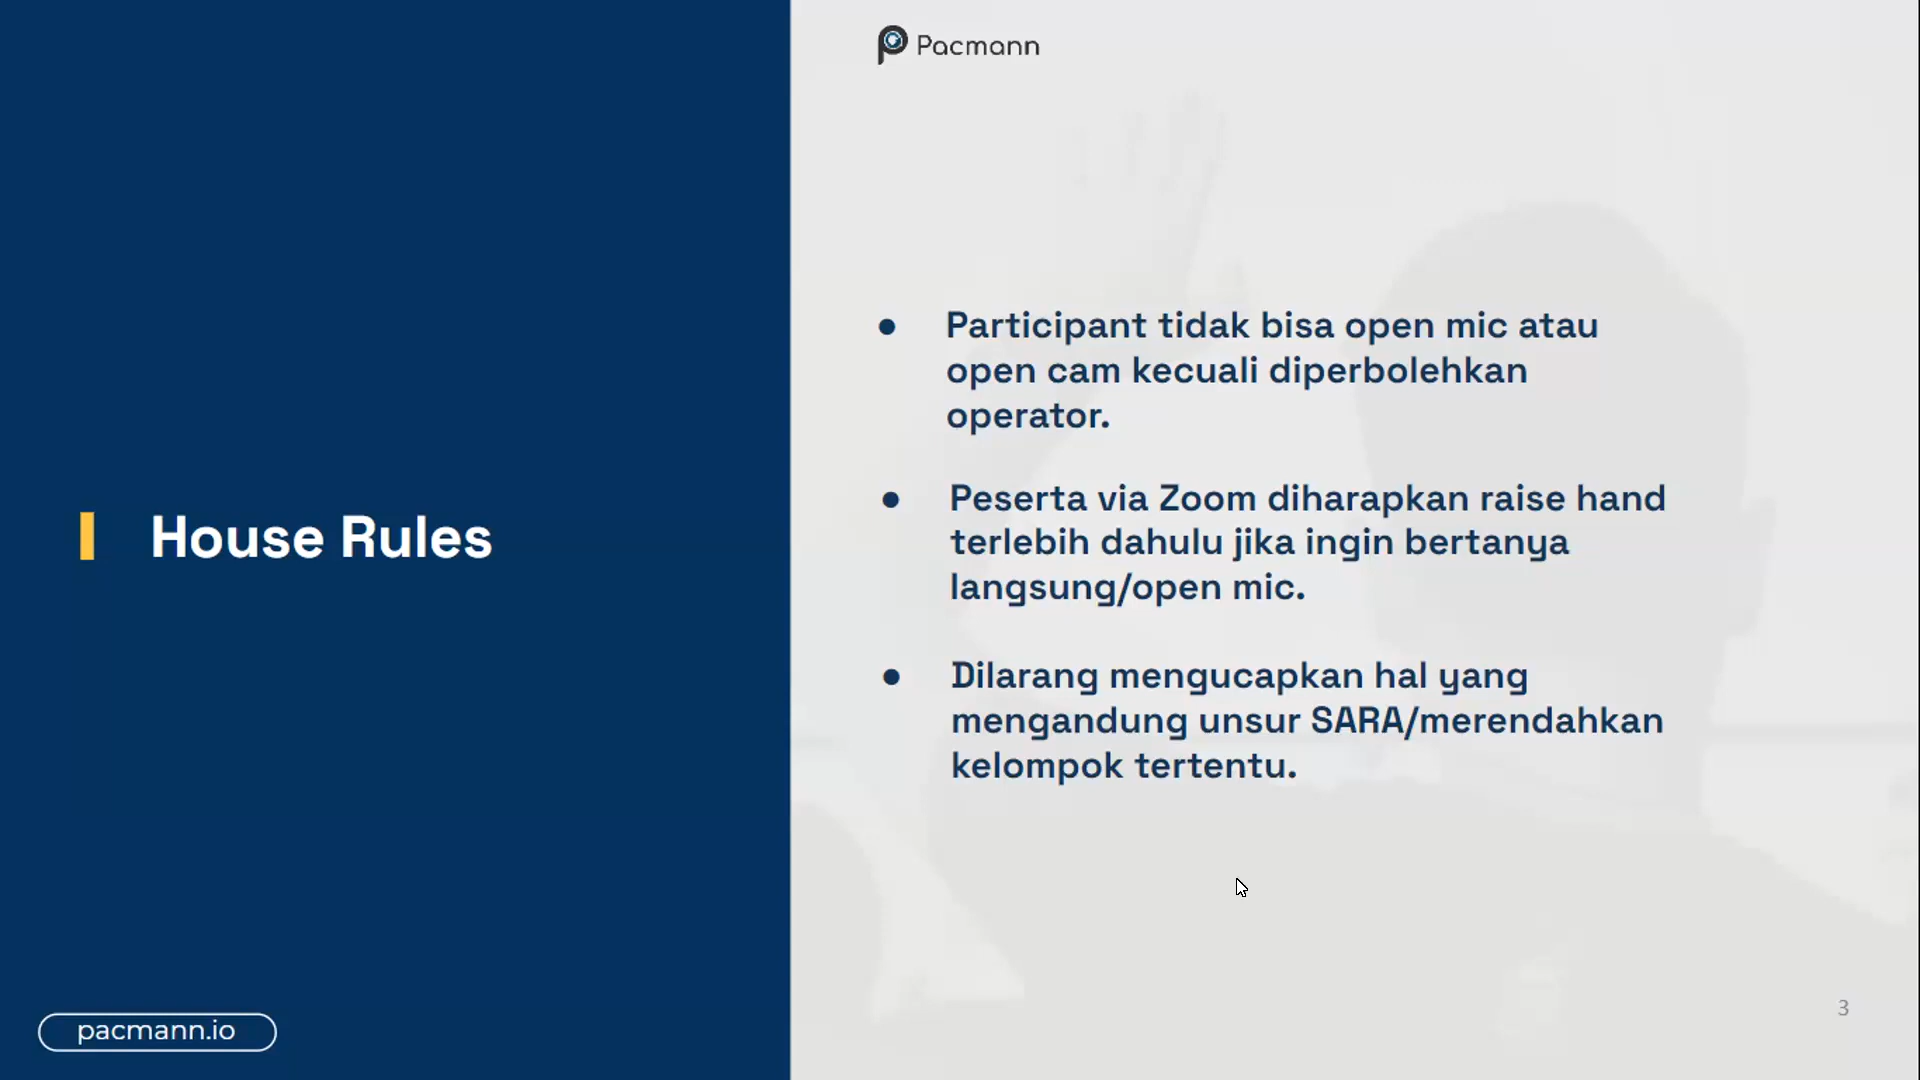 Pacmann
House Rules
● Participant tidak bisa open mic atau
open cam kecuali diperbolehkan
operator.
● Peserta via Zoom diharapkan raise hand
terlebih dahulu jika ingin bertanya
langsung/open mic.
● Dilarang mengucapkan hal yang
mengandung unsur SARA/merendahkan
kelompok tertentu.
pacmann.io
3